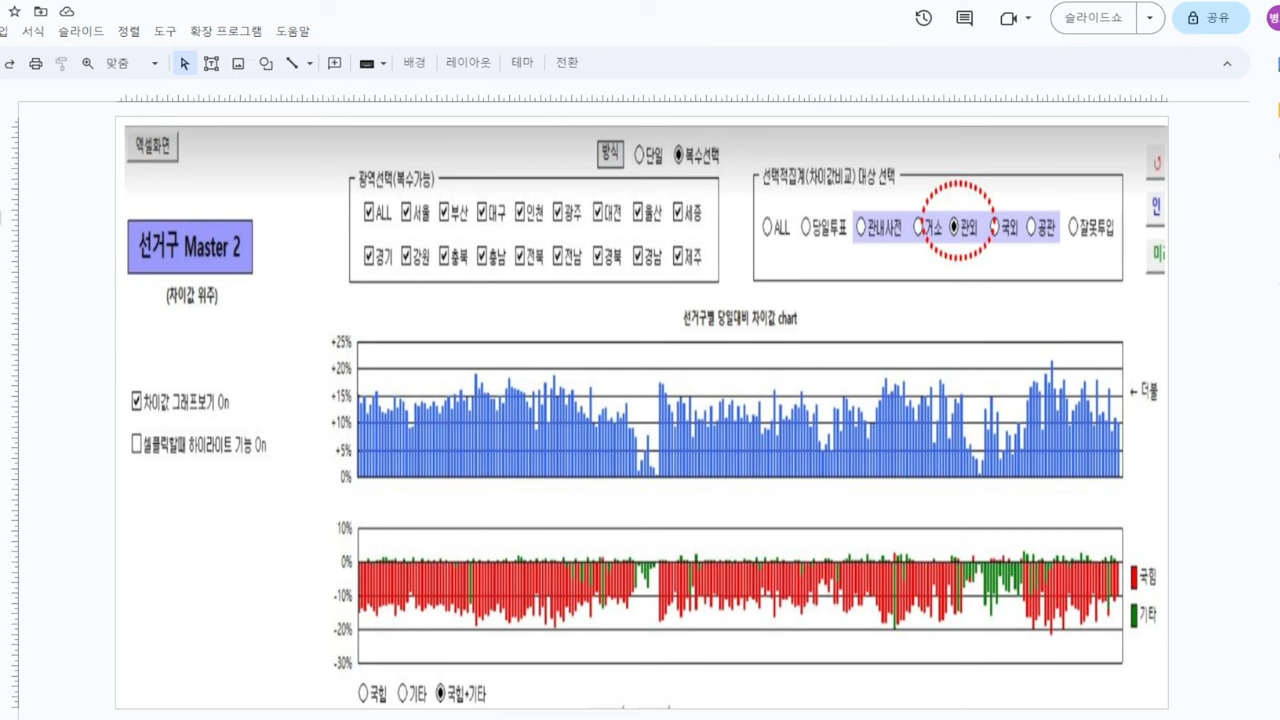 서식 슬라이드 정렬 도구 확장 프로그램 도움말
슬라이드쇼
공유
맞춤
배경 레이아웃 테마 전환
엑셀화면
방식 단일 복수선택
광역선택(복수가능)
ALL 서울 부산 대구 인천 광주 대전 울산 세종
경기 강원 충북 충남 전북 전남 경북 경남 제주
선택적집계(차이값비교) 대상 선택
ALL 당일투표 관내사전 거소 관외 국외 공관 잘못투입
인
선거구 Master 2
(차이값 위주)
차이값 그래프보기 On
셀클릭할때 하이라이트 기능 On
선거구별 당일대비 차이값 chart
+25%
+20%
+15%
+10%
+5%
0%
← 더불
10%
0%
-10%
-20%
-30%
국힘
기타
국힘 기타 국힘+기타